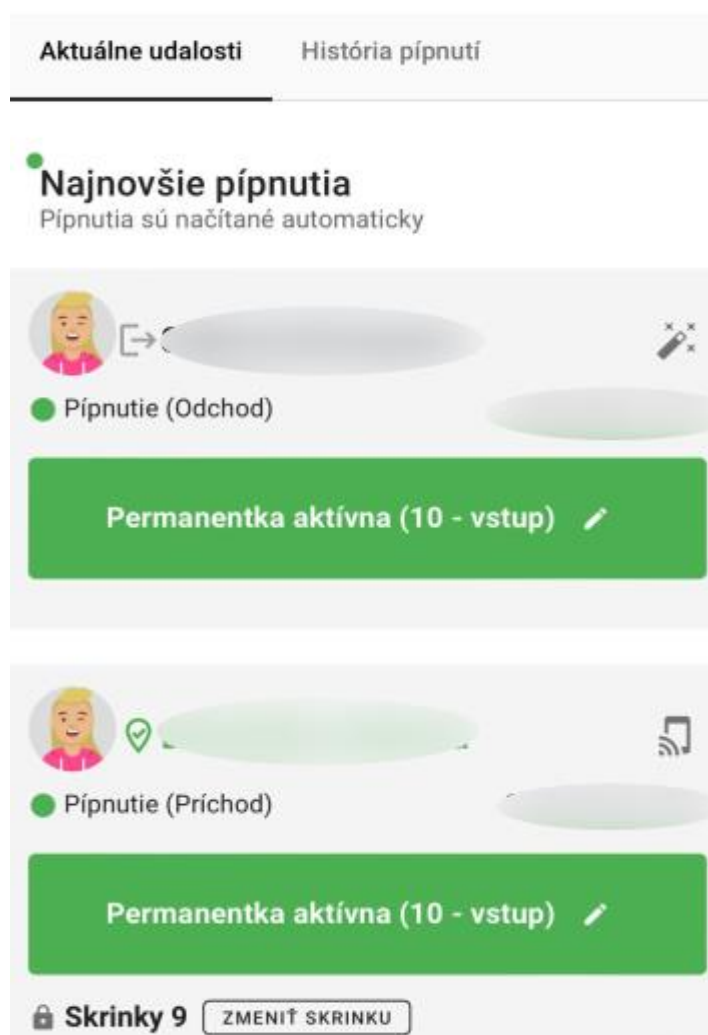 Aktuálne udalosti História pípnutí
Najnovšie pípnutia
Pípnutia sú načítané automaticky
Pípnutie (Odchod)
Permanentka aktívna (10 - vstup)
Pípnutie (Príchod)
Permanentka aktívna (10 - vstup)
Skrinky 9 ZMENIŤ SKRINKU